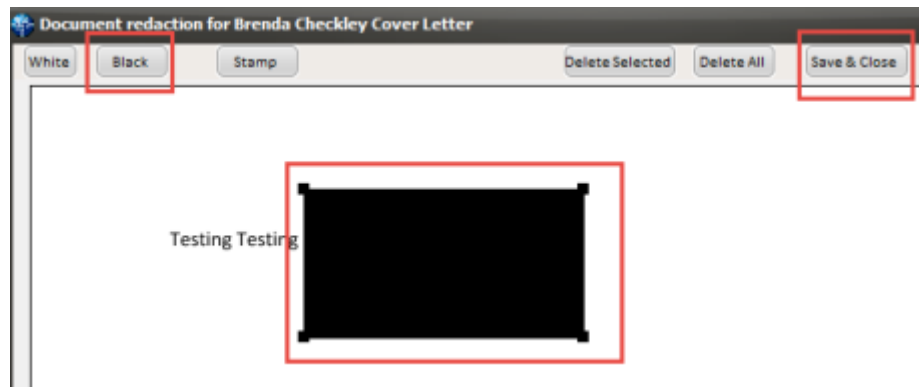 Document redaction for Brenda Checkley Cover Letter
White Black Stamp Delete Selected Delete All Save & Close
Testing Testing